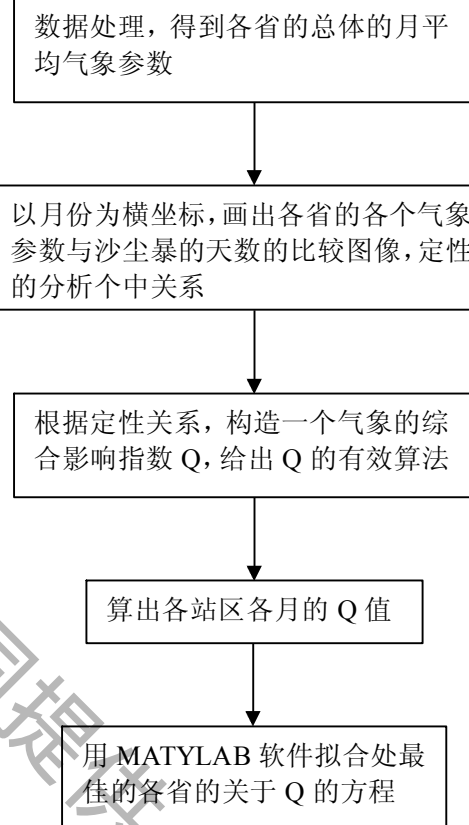 数据处理，得到各省的总体的月平
均气象参数
以月份为横坐标，画出各省的各个气象
参数与沙尘暴的天数的比较图像，定性
的分析个中关系
根据定性关系，构造一个气象的综
合影响指数 Q，给出 Q 的有效算法
算出各站区各月的 Q 值
用 MATYLAB 软件拟合处最
佳的各省的关于 Q 的方程
提供